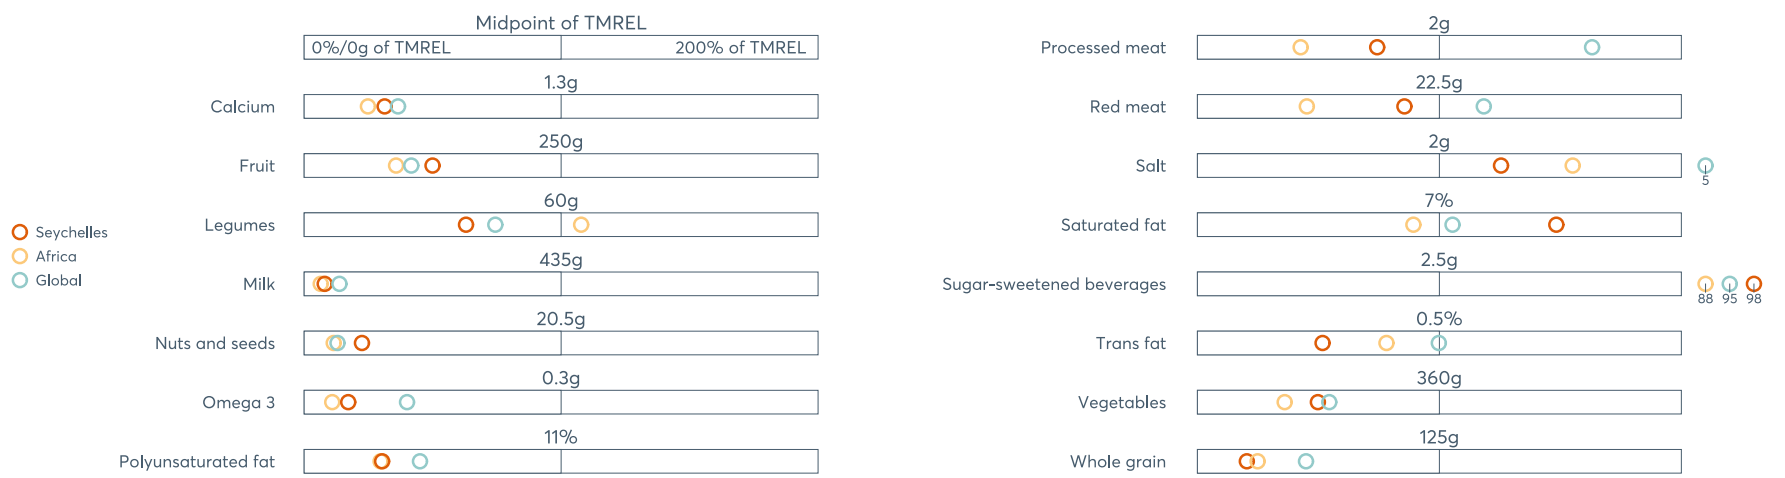 Midpoint of TMREL
0%/0g of TMREL 200% of TMREL
1.3g
Calcium
250g
Fruit
60g
Legumes
435g
Milk
20.5g
Nuts and seeds
0.3g
Omega 3
11%
Polyunsaturated fat
Seychelles
Africa
Global
2g
Processed meat
22.5g
Red meat
2g
Salt
5
7%
Saturated fat
2.5g
Sugar-sweetened beverages
88 95 98
0.5%
Trans fat
360g
Vegetables
125g
Whole grain